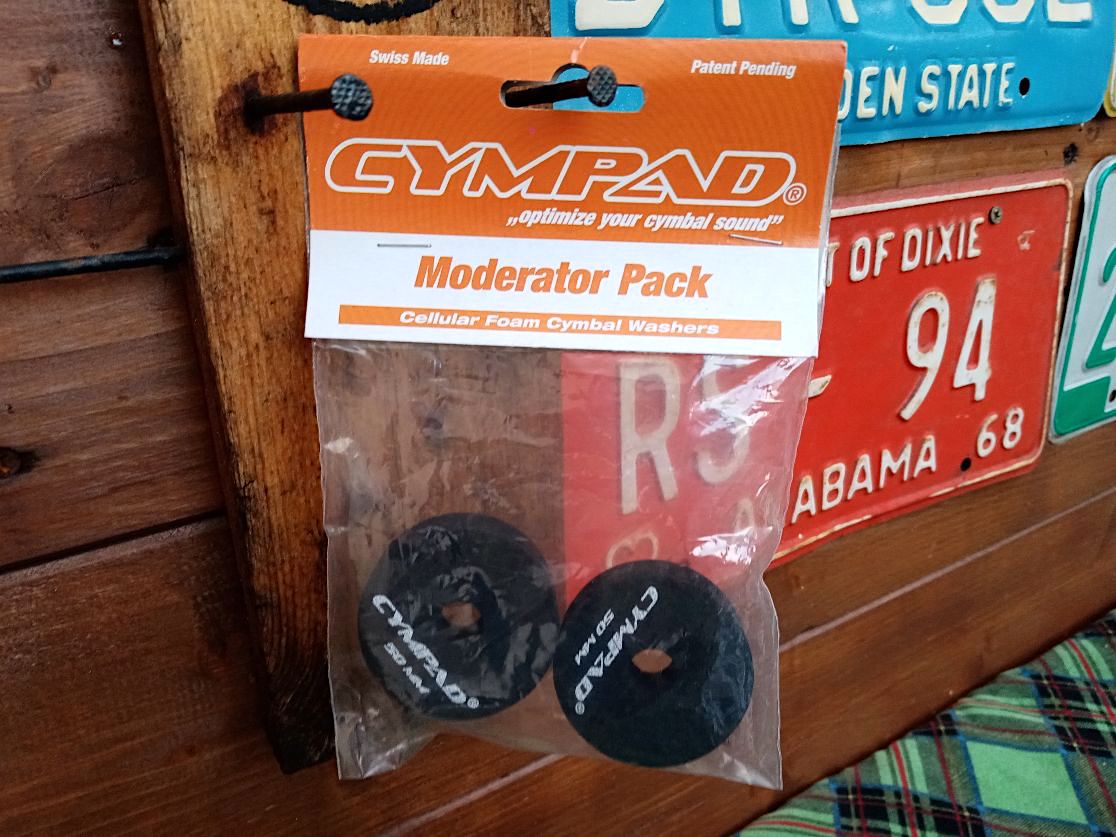 Swiss Made
Patent Pending
CYMPAD®
„optimize your cymbal sound”
Moderator Pack
Cellular Foam Cymbal Washers
CYMPAD®
50 MM
CYMPAD®
50 MM
DEN STATE
T OF DIXIE
94
R
ABAMA
68